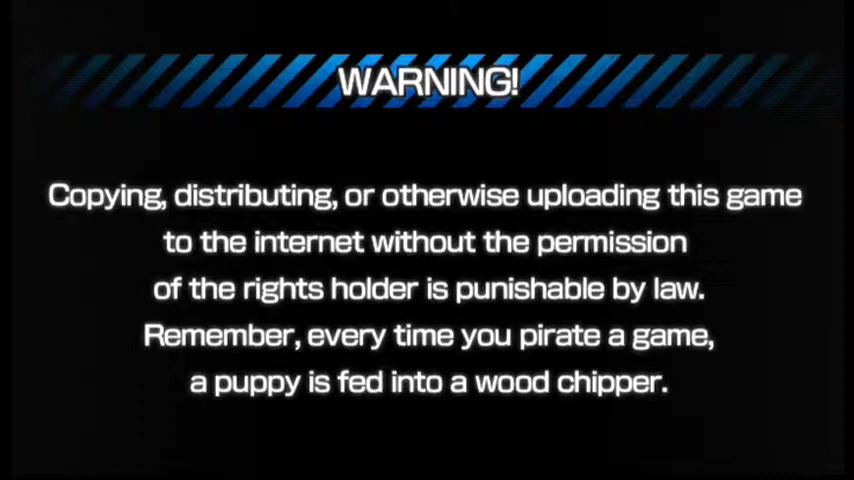 WARNING!
Copying, distributing, or otherwise uploading this game
to the internet without the permission
of the rights holder is punishable by law.
Remember, every time you pirate a game,
a puppy is fed into a wood chipper.